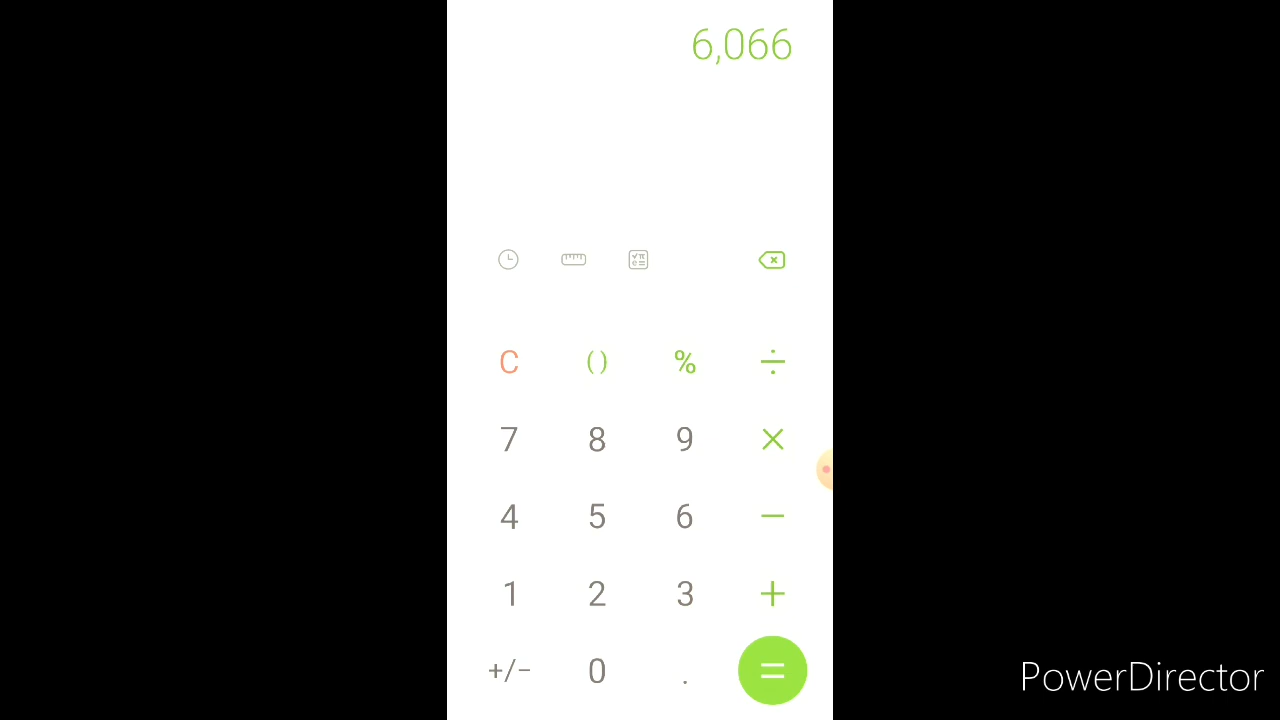 6,066
C ( ) % ÷
7 8 9 ×
4 5 6 −
1 2 3 +
+/− 0 . =
PowerDirector